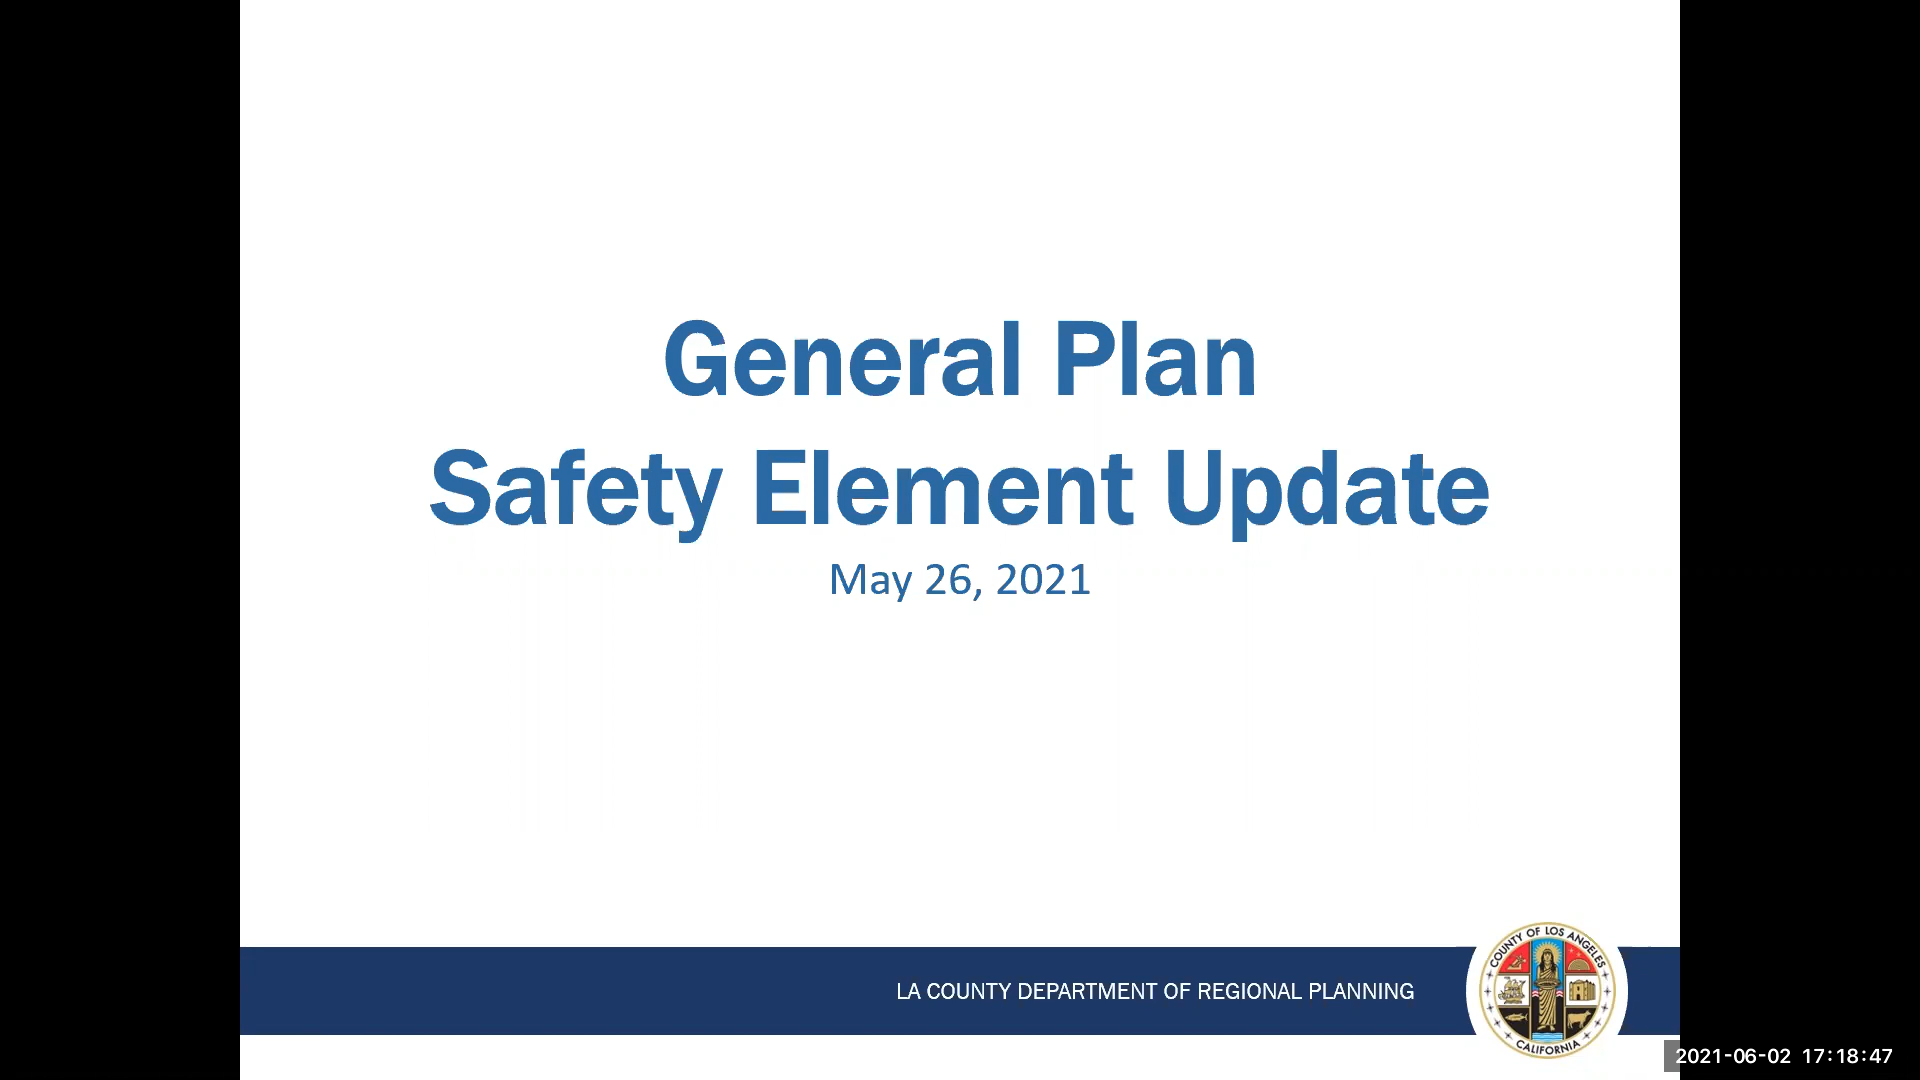 General Plan
Safety Element Update
May 26, 2021
LA COUNTY DEPARTMENT OF REGIONAL PLANNING
COUNTY OF LOS ANGELES
CALIFORNIA
2021-06-02 17:18:47